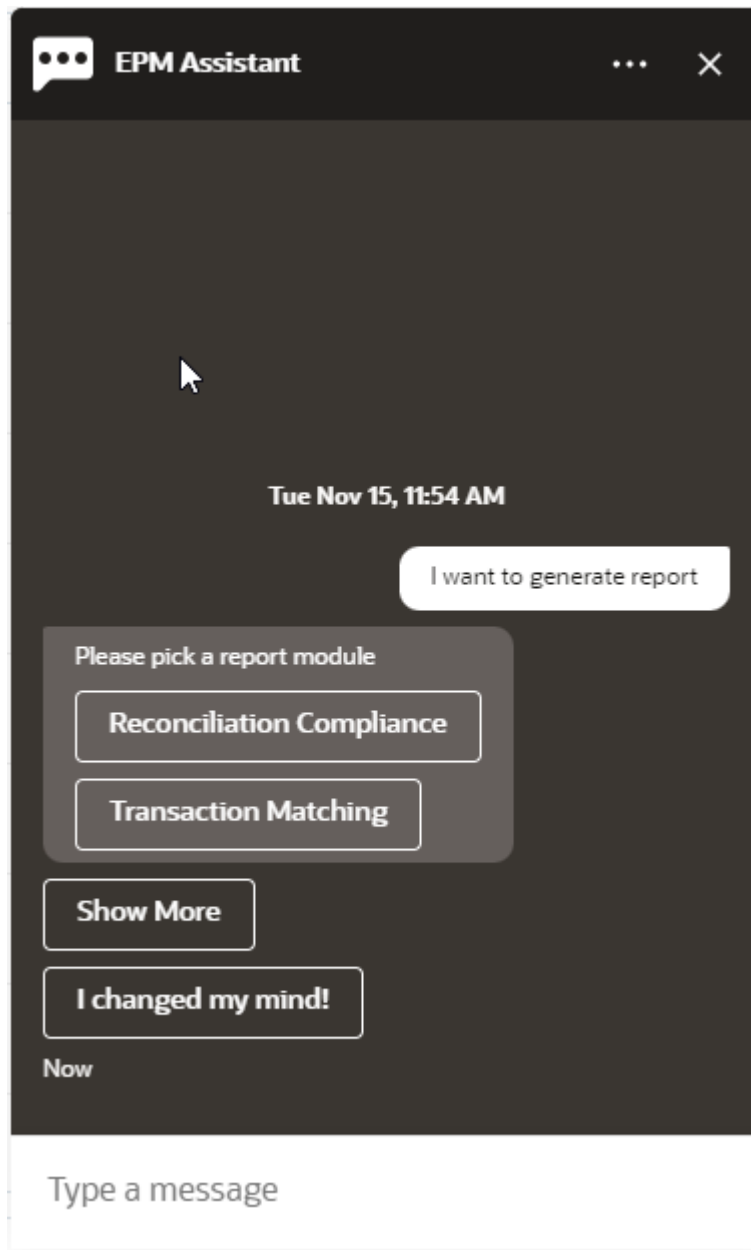 EPM Assistant
Tue Nov 15, 11:54 AM
I want to generate report
Please pick a report module
Reconciliation Compliance
Transaction Matching
Show More
I changed my mind!
Now
Type a message